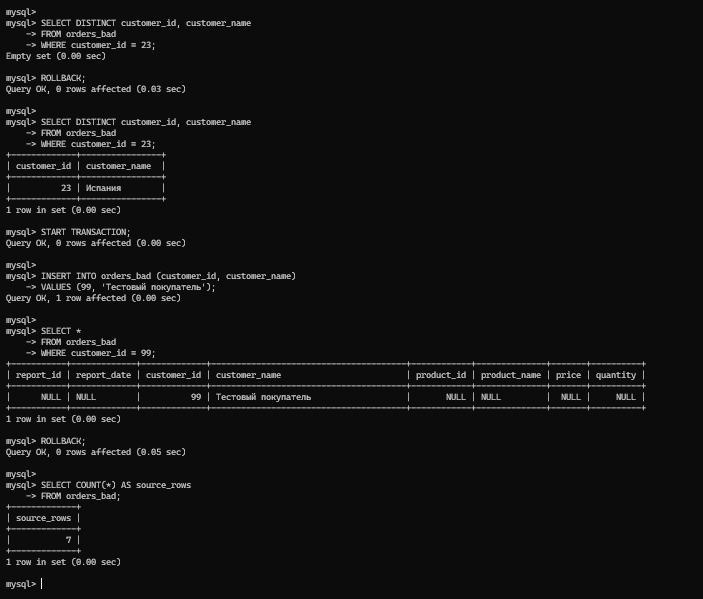 mysql>
mysql> SELECT DISTINCT customer_id, customer_name
    -> FROM orders_bad
    -> WHERE customer_id = 23;
Empty set (0.00 sec)

mysql> ROLLBACK;
Query OK, 0 rows affected (0.03 sec)

mysql>
mysql> SELECT DISTINCT customer_id, customer_name
    -> FROM orders_bad
    -> WHERE customer_id = 23;
+-------------+---------------+
| customer_id | customer_name |
+-------------+---------------+
|          23 | Испания       |
+-------------+---------------+
1 row in set (0.00 sec)

mysql> START TRANSACTION;
Query OK, 0 rows affected (0.00 sec)

mysql>
mysql> INSERT INTO orders_bad (customer_id, customer_name)
    -> VALUES (99, 'Тестовый покупатель');
Query OK, 1 row affected (0.00 sec)

mysql>
mysql> SELECT *
    -> FROM orders_bad
    -> WHERE customer_id = 99;
+-----------+-------------+-------------+---------------------------------------+------------+--------------+-------+----------+
| report_id | report_date | customer_id | customer_name                         | product_id | product_name | price | quantity |
+-----------+-------------+-------------+---------------------------------------+------------+--------------+-------+----------+
|      NULL | NULL        |          99 | Тестовый покупатель                   |       NULL | NULL         |  NULL |     NULL |
+-----------+-------------+-------------+---------------------------------------+------------+--------------+-------+----------+
1 row in set (0.00 sec)

mysql> ROLLBACK;
Query OK, 0 rows affected (0.05 sec)

mysql>
mysql> SELECT COUNT(*) AS source_rows
    -> FROM orders_bad;
+-------------+
| source_rows |
+-------------+
|           7 |
+-------------+
1 row in set (0.00 sec)

mysql>